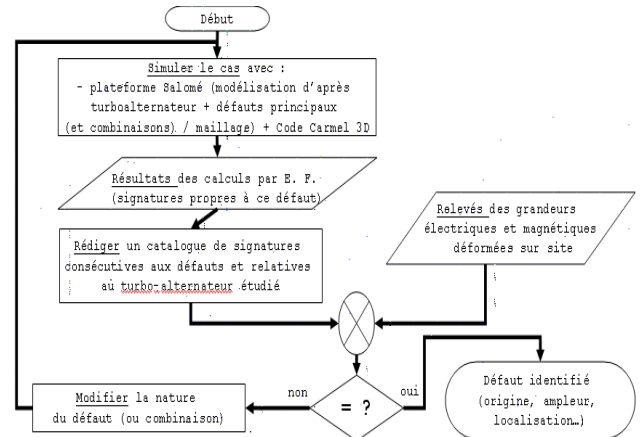 Début
Simuler le cas avec :
- plateforme Salomé (modélisation d'après
turboalternateur + défauts principaux
(et combinaisons) / maillage) + Code Carmel 3D
Résultats des calculs par E. F.
(signatures propres à ce défaut)
Relevés des grandeurs
électriques et magnétiques
déformées sur site
Rédiger un catalogue de signatures
consécutives aux défauts et relatives
au turbo-alternateur étudié
non
= ?
oui
Modifier la nature
du défaut (ou combinaison)
Défaut identifié
(origine, ampleur,
localisation…)